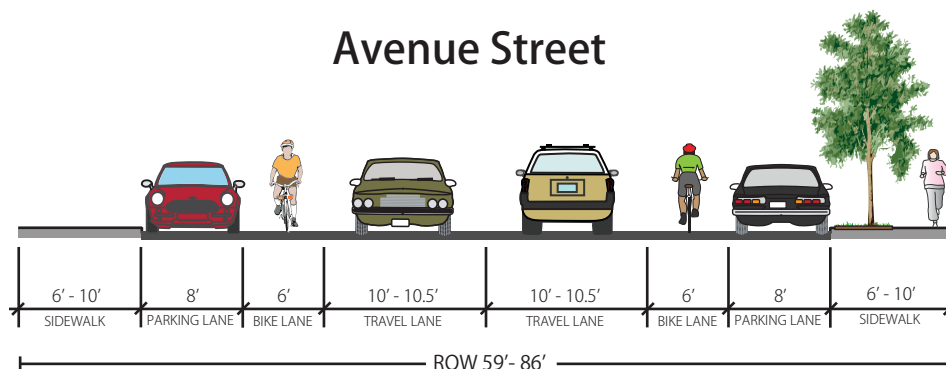 Avenue Street
6’ - 10’ 8’ 6’ 10’ - 10.5’ 10’ - 10.5’ 6’ 8’ 6’ - 10’
SIDEWALK PARKING LANE BIKE LANE TRAVEL LANE TRAVEL LANE BIKE LANE PARKING LANE SIDEWALK
ROW 59’- 86’